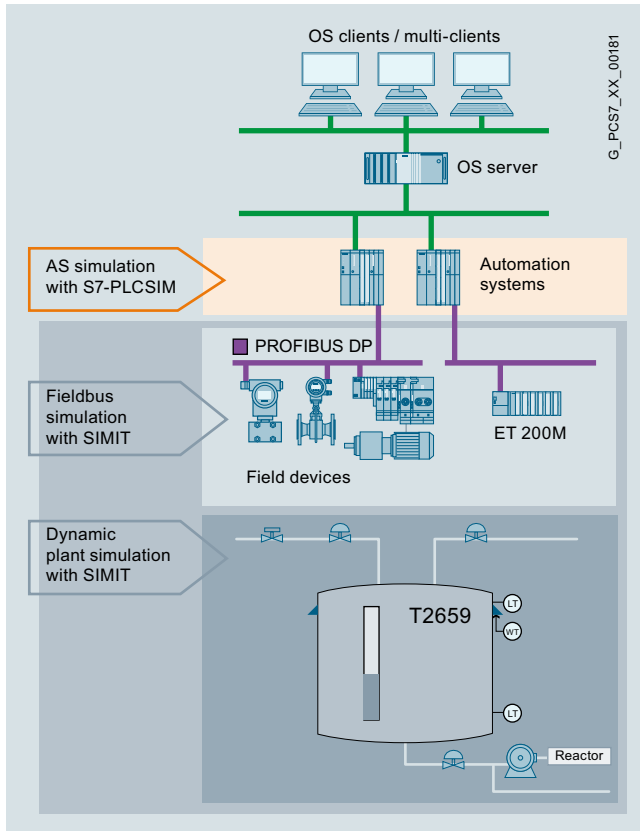 OS clients / multi-clients
G_PCS7_XX_00181
OS server
AS simulation
with S7-PLCSIM
Automation
systems
PROFIBUS DP
Fieldbus
simulation
with SIMIT
ET 200M
Field devices
Dynamic
plant simulation
with SIMIT
T2659
LT
WT
LT
Reactor